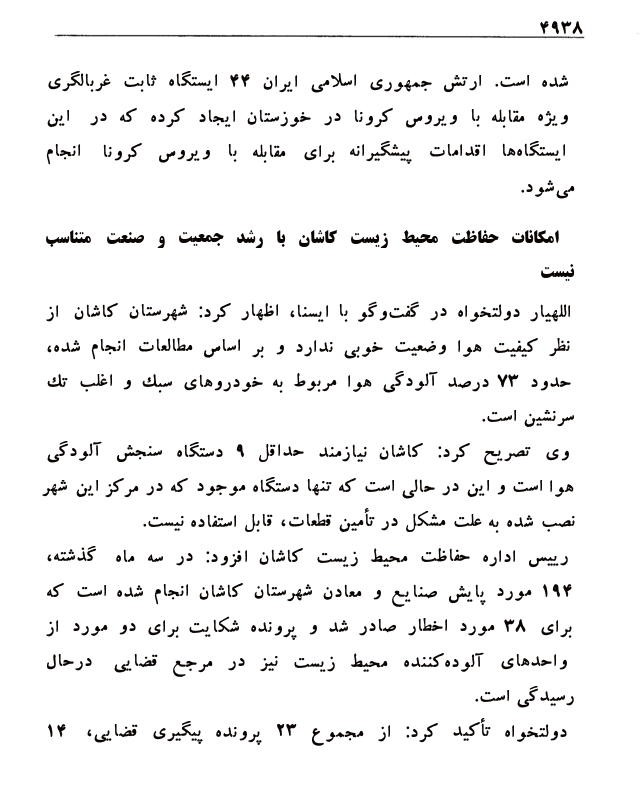 ۴۹۳۸
شده است. ارتش جمهوری اسلامی ایران ۴۴ ایستگاه ثابت غربالگری
ویژه مقابله با ویروس کرونا در خوزستان ایجاد کرده که در این
ایستگاه‌ها اقدامات پیشگیرانه برای مقابله با ویروس کرونا انجام
می‌شود.
امکانات حفاظت محیط زیست کاشان با رشد جمعیت و صنعت متناسب
نیست
اللهیار دولتخواه در گفت‌وگو با ایسنا، اظهار کرد: شهرستان کاشان از
نظر کیفیت هوا وضعیت خوبی ندارد و بر اساس مطالعات انجام شده،
حدود ۷۳ درصد آلودگی هوا مربوط به خودروهای سبك و اغلب تك
سرنشین است.
وی تصریح کرد: کاشان نیازمند حداقل ۹ دستگاه سنجش آلودگی
هوا است و این در حالی است که تنها دستگاه موجود که در مرکز این شهر
نصب شده به علت مشکل در تأمین قطعات، قابل استفاده نیست.
رییس اداره حفاظت محیط زیست کاشان افزود: در سه ماه گذشته،
۱۹۴ مورد پایش صنایع و معادن شهرستان کاشان انجام شده است که
برای ۳۸ مورد اخطار صادر شد و پرونده شکایت برای دو مورد از
واحدهای آلوده‌کننده محیط زیست نیز در مرجع قضایی درحال
رسیدگی است.
دولتخواه تأکید کرد: از مجموع ۲۳ پرونده پیگیری قضایی، ۱۴